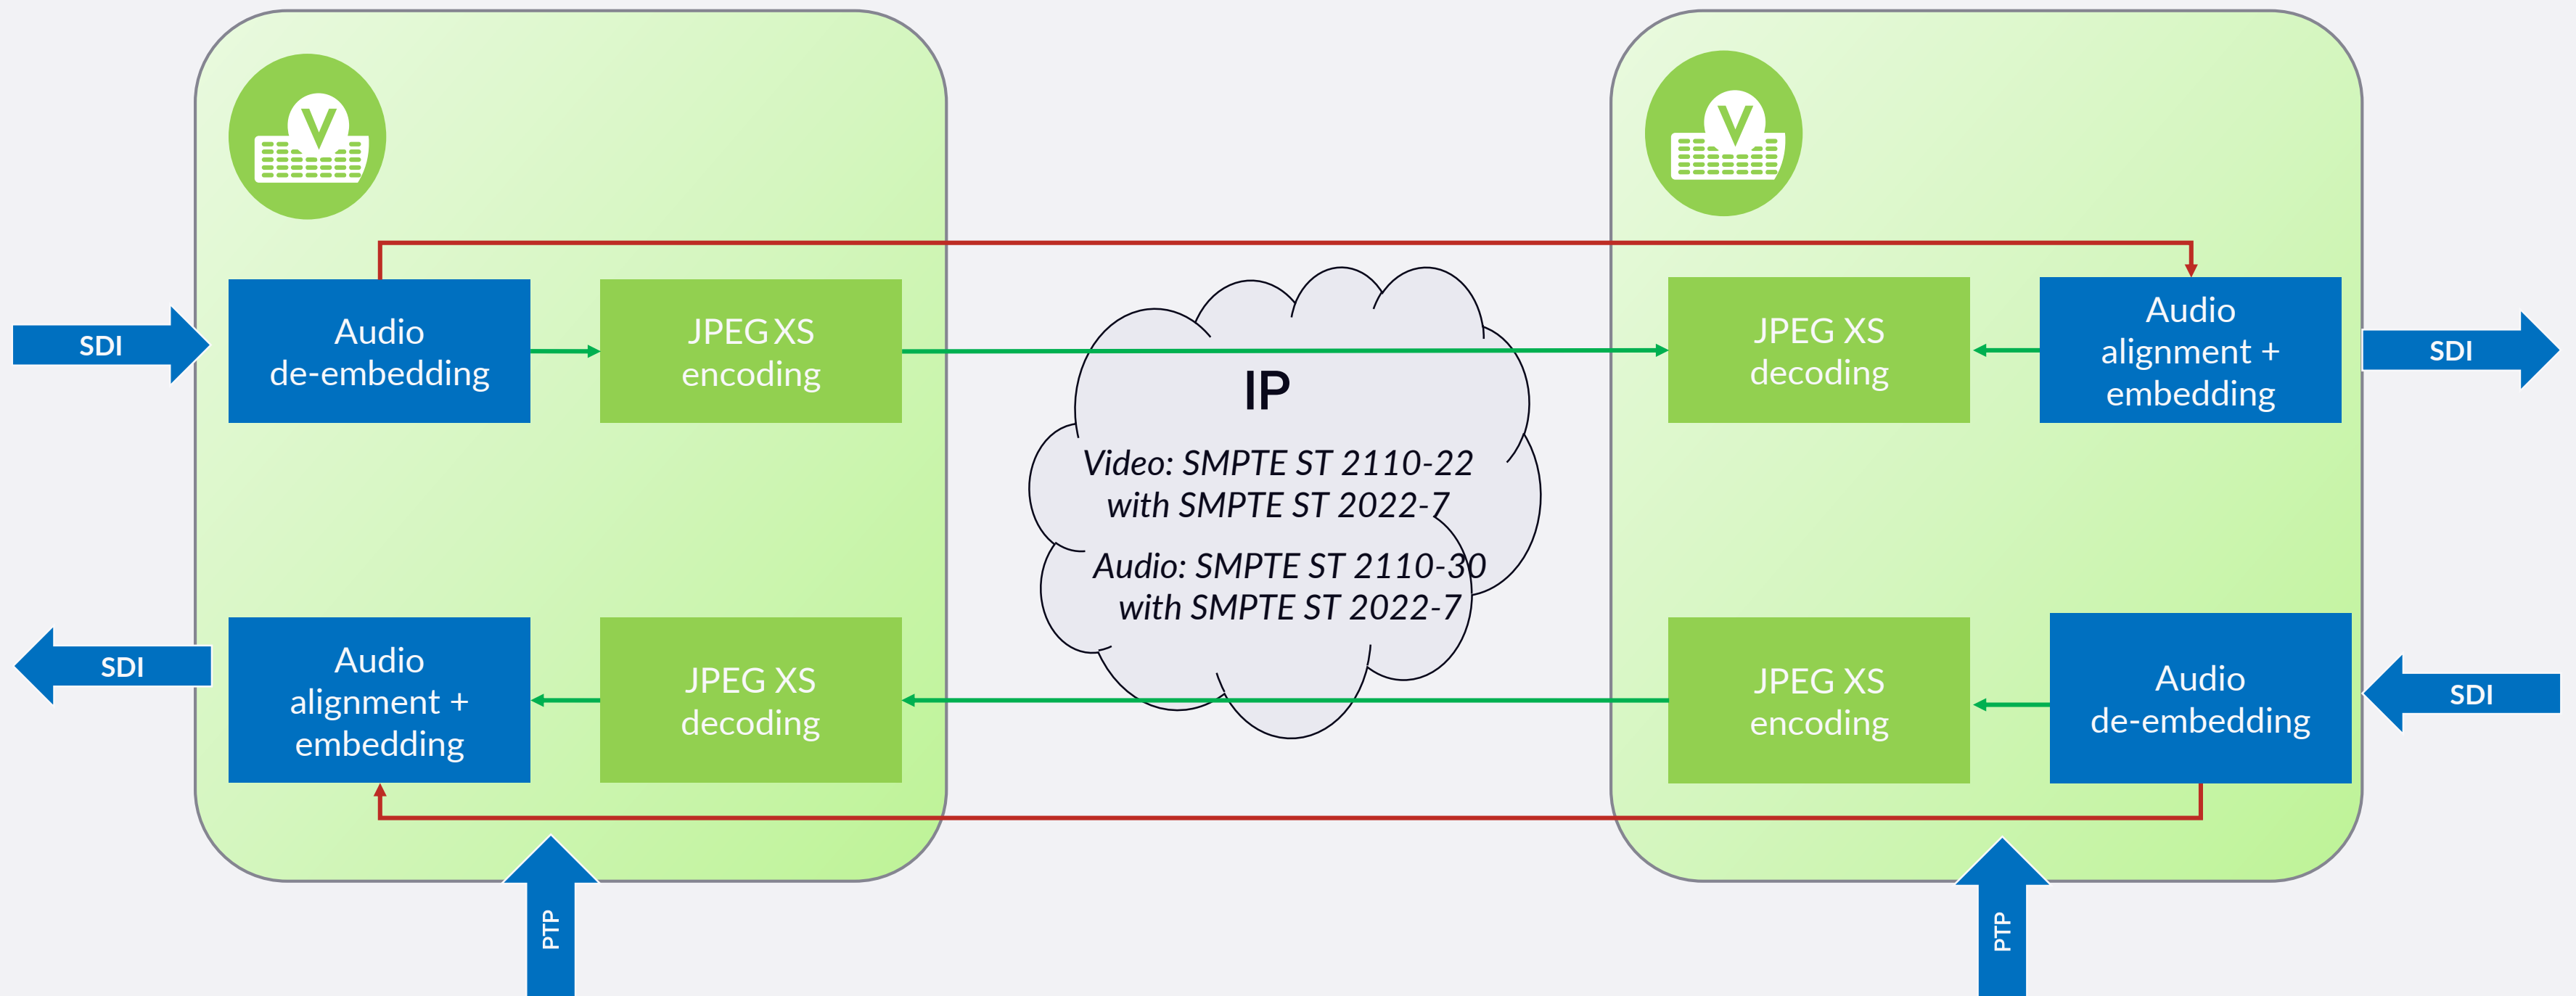 V
V
SDI
Audio
de-embedding
JPEG XS
encoding
IP
Video: SMPTE ST 2110-22
with SMPTE ST 2022-7
Audio: SMPTE ST 2110-30
with SMPTE ST 2022-7
JPEG XS
decoding
Audio
alignment +
embedding
SDI
SDI
Audio
alignment +
embedding
JPEG XS
decoding
JPEG XS
encoding
Audio
de-embedding
SDI
PTP
PTP